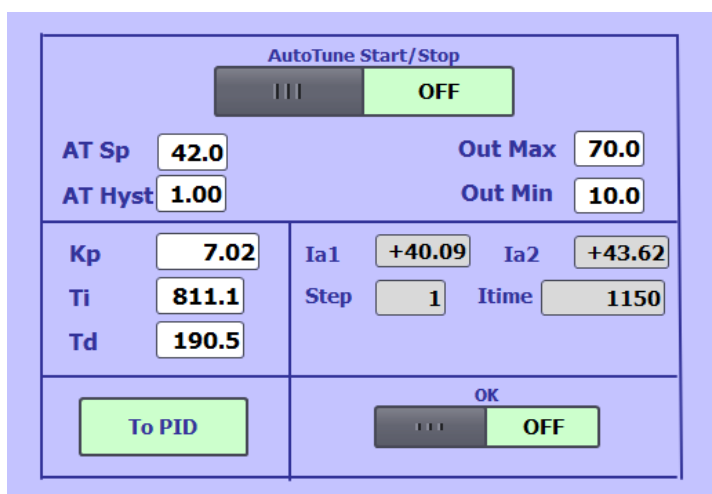 AutoTune Start/Stop
OFF
AT Sp 42.0 Out Max 70.0
AT Hyst 1.00 Out Min 10.0
Kp 7.02 Ia1 +40.09 Ia2 +43.62
Ti 811.1 Step 1 Itime 1150
Td 190.5
OK
To PID OFF